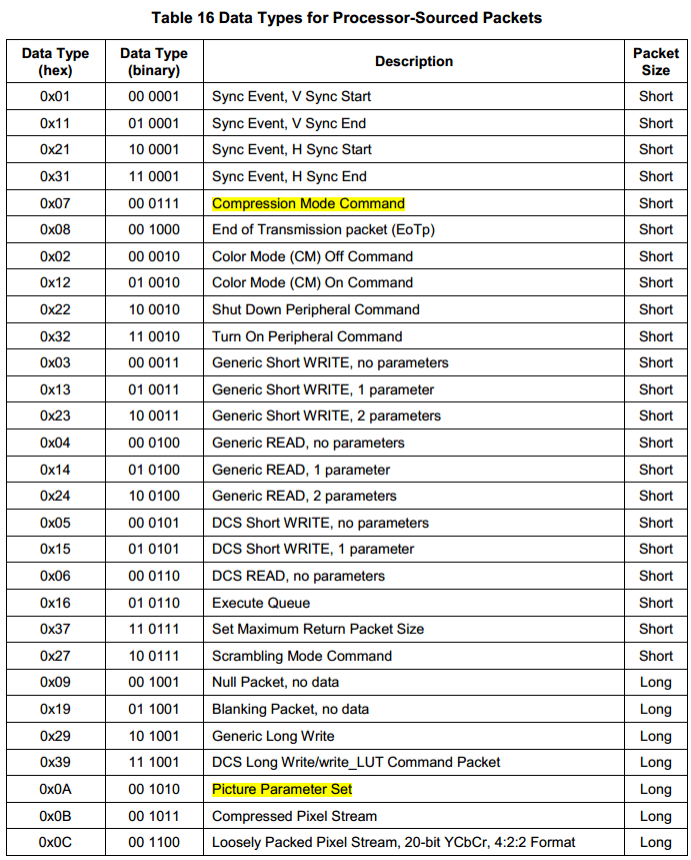 Table 16 Data Types for Processor-Sourced Packets
Data Type (hex) Data Type (binary) Description Packet Size
0x01 00 0001 Sync Event, V Sync Start Short
0x11 01 0001 Sync Event, V Sync End Short
0x21 10 0001 Sync Event, H Sync Start Short
0x31 11 0001 Sync Event, H Sync End Short
0x07 00 0111 Compression Mode Command Short
0x08 00 1000 End of Transmission packet (EoTp) Short
0x02 00 0010 Color Mode (CM) Off Command Short
0x12 01 0010 Color Mode (CM) On Command Short
0x22 10 0010 Shut Down Peripheral Command Short
0x32 11 0010 Turn On Peripheral Command Short
0x03 00 0011 Generic Short WRITE, no parameters Short
0x13 01 0011 Generic Short WRITE, 1 parameter Short
0x23 10 0011 Generic Short WRITE, 2 parameters Short
0x04 00 0100 Generic READ, no parameters Short
0x14 01 0100 Generic READ, 1 parameter Short
0x24 10 0100 Generic READ, 2 parameters Short
0x05 00 0101 DCS Short WRITE, no parameters Short
0x15 01 0101 DCS Short WRITE, 1 parameter Short
0x06 00 0110 DCS READ, no parameters Short
0x16 01 0110 Execute Queue Short
0x37 11 0111 Set Maximum Return Packet Size Short
0x27 10 0111 Scrambling Mode Command Short
0x09 00 1001 Null Packet, no data Long
0x19 01 1001 Blanking Packet, no data Long
0x29 10 1001 Generic Long Write Long
0x39 11 1001 DCS Long Write/write_LUT Command Packet Long
0x0A 00 1010 Picture Parameter Set Long
0x0B 00 1011 Compressed Pixel Stream Long
0x0C 00 1100 Loosely Packed Pixel Stream, 20-bit YCbCr, 4:2:2 Format Long